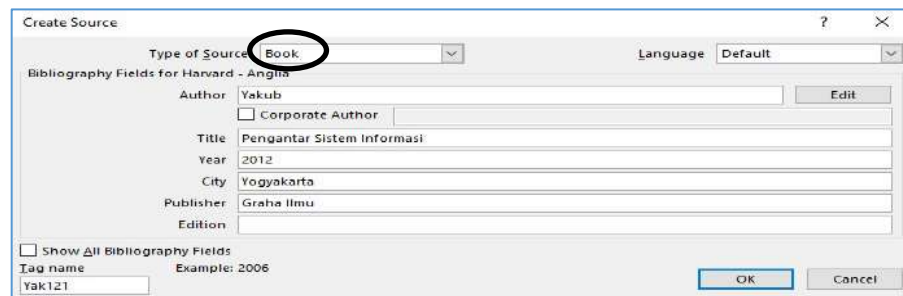 Create Source ? ×
Type of Source Book Language Default
Bibliography Fields for Harvard - Anglia
Author Yakub Edit
Corporate Author
Title Pengantar Sistem Informasi
Year 2012
City Yogyakarta
Publisher Graha Ilmu
Edition
Show All Bibliography Fields
Tag name Example: 2006
Yak121 OK Cancel